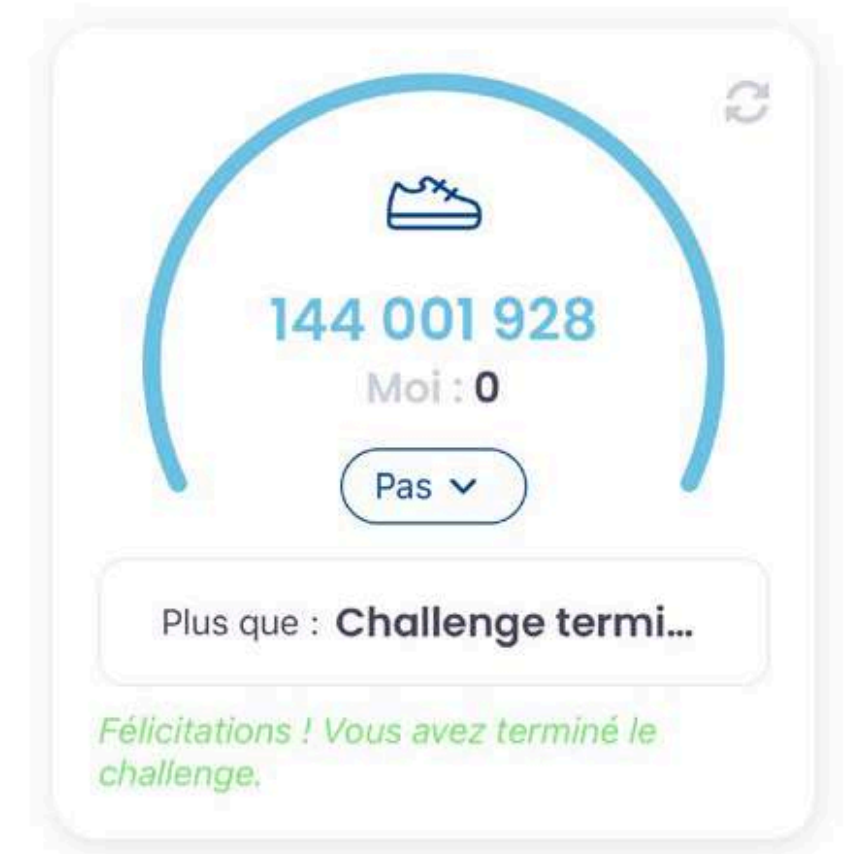 144 001 928
Moi : 0
Pas
Plus que : Challenge termi...
Félicitations ! Vous avez terminé le
challenge.